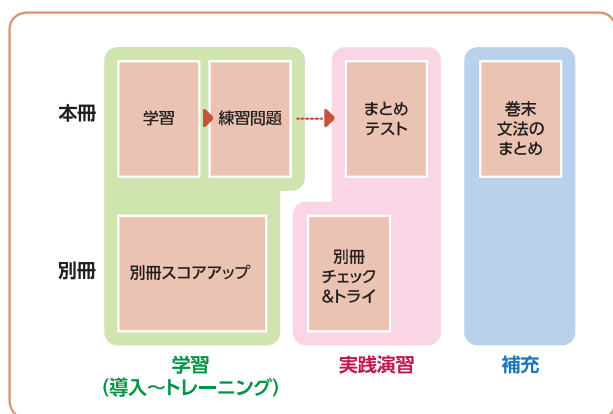 本冊
学習
練習問題
まとめ
テスト
巻末
文法の
まとめ
別冊
別冊スコアアップ
別冊
チェック
&トライ
学習
(導入~トレーニング)
実践演習
補充